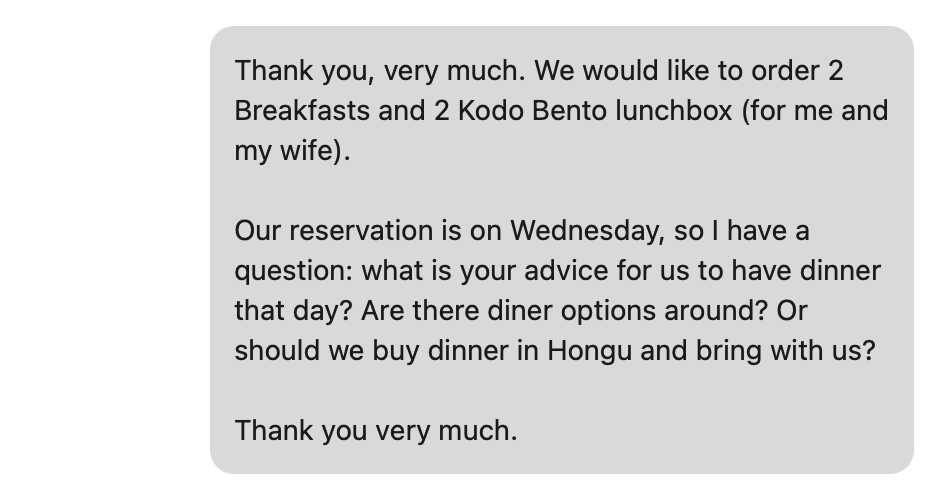 Thank you, very much. We would like to order 2
Breakfasts and 2 Kodo Bento lunchbox (for me and
my wife).
Our reservation is on Wednesday, so I have a
question: what is your advice for us to have dinner
that day? Are there diner options around? Or
should we buy dinner in Hongu and bring with us?
Thank you very much.